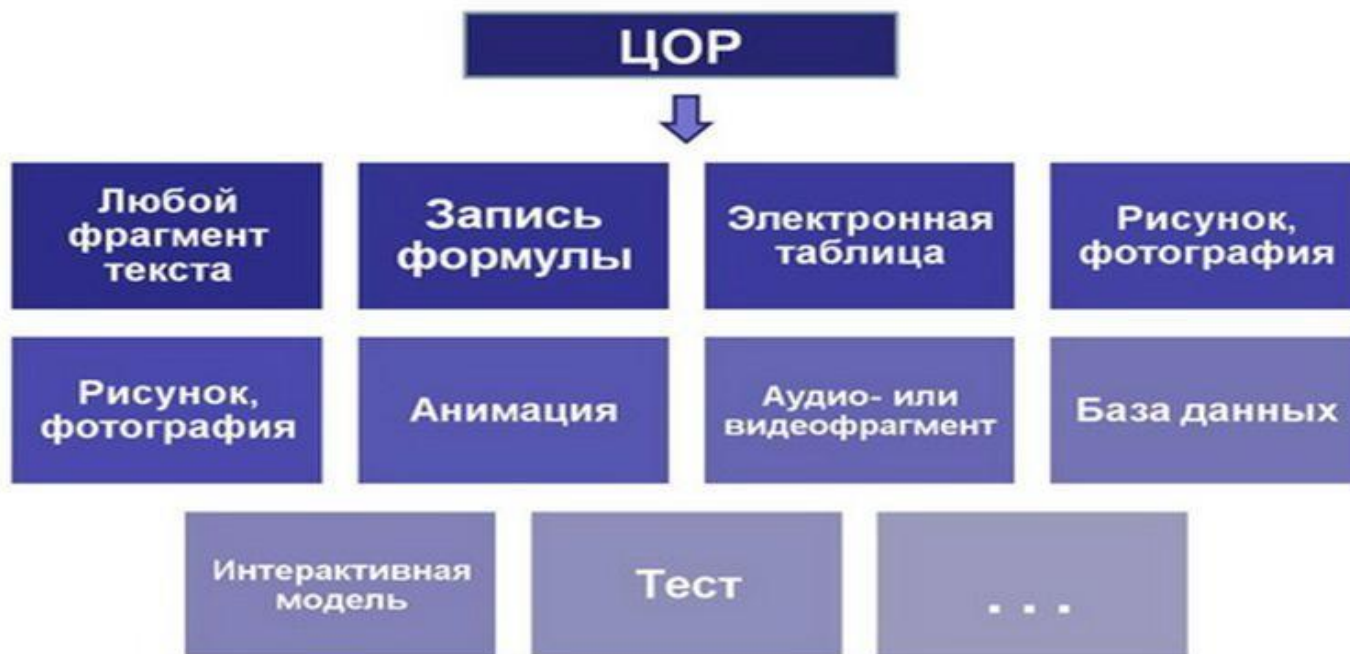 ЦОР
Любой
фрагмент
текста
Запись
формулы
Электронная
таблица
Рисунок,
фотография
Рисунок,
фотография
Анимация
Аудио- или
видеофрагмент
База данных
Интерактивная
модель
Тест
...